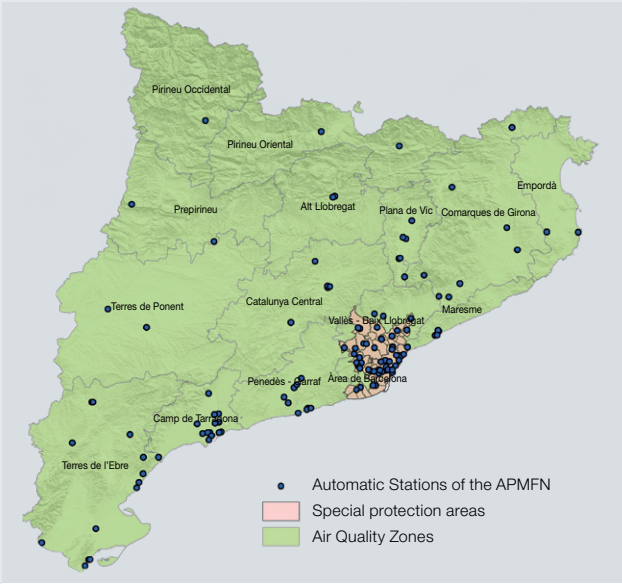 Pirineu Occidental
Pirineu Oriental
Empordà
Prepirineu
Alt Llobregat
Plana de Vic
Comarques de Girona
Catalunya Central
Terres de Ponent
Maresme
Vallès - Baix Llobregat
Penedès - Garraf
Àrea de Barcelona
Camp de Tarragona
Terres de l'Ebre
Automatic Stations of the APMFN
Special protection areas
Air Quality Zones